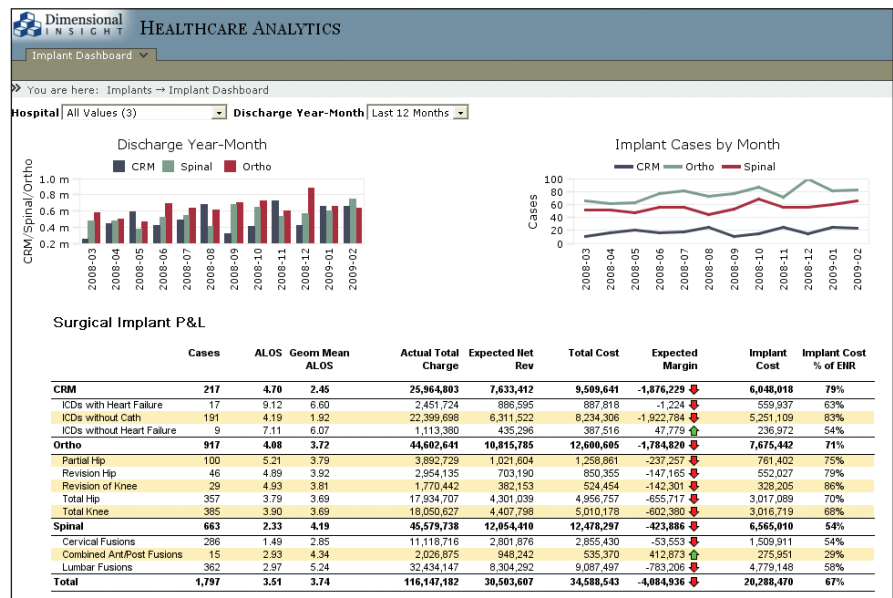 Dimensional
INSIGHT
HEALTHCARE ANALYTICS
Implant Dashboard
You are here: Implants → Implant Dashboard
Hospital All Values (3) Discharge Year-Month Last 12 Months
Discharge Year-Month
CRM Spinal Ortho
CRM/Spinal/Ortho
1.0 m
0.8 m
0.6 m
0.4 m
0.2 m
2008-03 2008-04 2008-05 2008-06 2008-07 2008-08 2008-09 2008-10 2008-11 2008-12 2009-01 2009-02
Implant Cases by Month
CRM Ortho Spinal
Cases
100
80
60
40
20
0
2008-03 2008-04 2008-05 2008-06 2008-07 2008-08 2008-09 2008-10 2008-11 2008-12 2009-01 2009-02
Surgical Implant P&L
Cases ALOS Geom Mean ALOS Actual Total Charge Expected Net Rev Total Cost Expected Margin Implant Cost Implant Cost % of ENR
CRM 217 4.70 2.45 25,964,803 7,633,412 9,509,641 -1,876,229 6,048,018 79%
ICDs with Heart Failure 17 9.12 6.60 2,451,724 886,595 887,818 -1,224 559,937 63%
ICDs without Cath 191 4.19 1.92 22,399,698 6,311,522 8,234,306 -1,922,784 5,251,109 83%
ICDs without Heart Failure 9 7.11 6.07 1,113,380 435,296 387,516 47,779 236,972 54%
Ortho 917 4.08 3.72 44,602,641 10,815,785 12,600,605 -1,784,820 7,675,442 71%
Partial Hip 100 5.21 3.79 3,892,729 1,021,604 1,258,861 -237,257 761,402 75%
Revision Hip 46 4.89 3.92 2,954,135 703,190 850,355 -147,165 552,027 79%
Revision of Knee 29 4.93 3.81 1,770,442 382,153 524,454 -142,301 328,205 86%
Total Hip 357 3.79 3.69 17,934,707 4,301,039 4,956,757 -655,717 3,017,089 70%
Total Knee 385 3.90 3.69 18,050,627 4,407,798 5,010,178 -602,380 3,016,719 68%
Spinal 663 2.33 4.19 45,579,738 12,054,410 12,478,297 -423,886 6,565,010 54%
Cervical Fusions 286 1.49 2.85 11,118,716 2,801,876 2,855,430 -53,553 1,509,911 54%
Combined Ant/Post Fusions 15 2.93 4.34 2,026,875 948,242 535,370 412,873 275,951 29%
Lumbar Fusions 362 2.97 5.24 32,434,147 8,304,292 9,087,497 -783,206 4,779,148 58%
Total 1,797 3.51 3.74 116,147,182 30,503,607 34,588,543 -4,084,936 20,288,470 67%